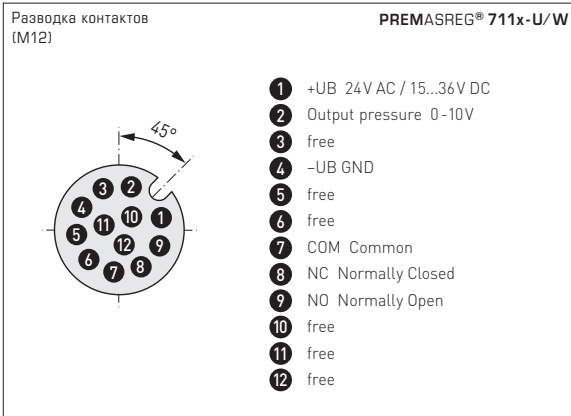 Разводка контактов
(M12)
PREMASREG® 711x-U/W
45°
3 2
4 11 10 1
5 12 9
6 7 8
1 +UB 24V AC / 15...36V DC
2 Output pressure 0-10V
3 free
4 –UB GND
5 free
6 free
7 COM Common
8 NC Normally Closed
9 NO Normally Open
10 free
11 free
12 free